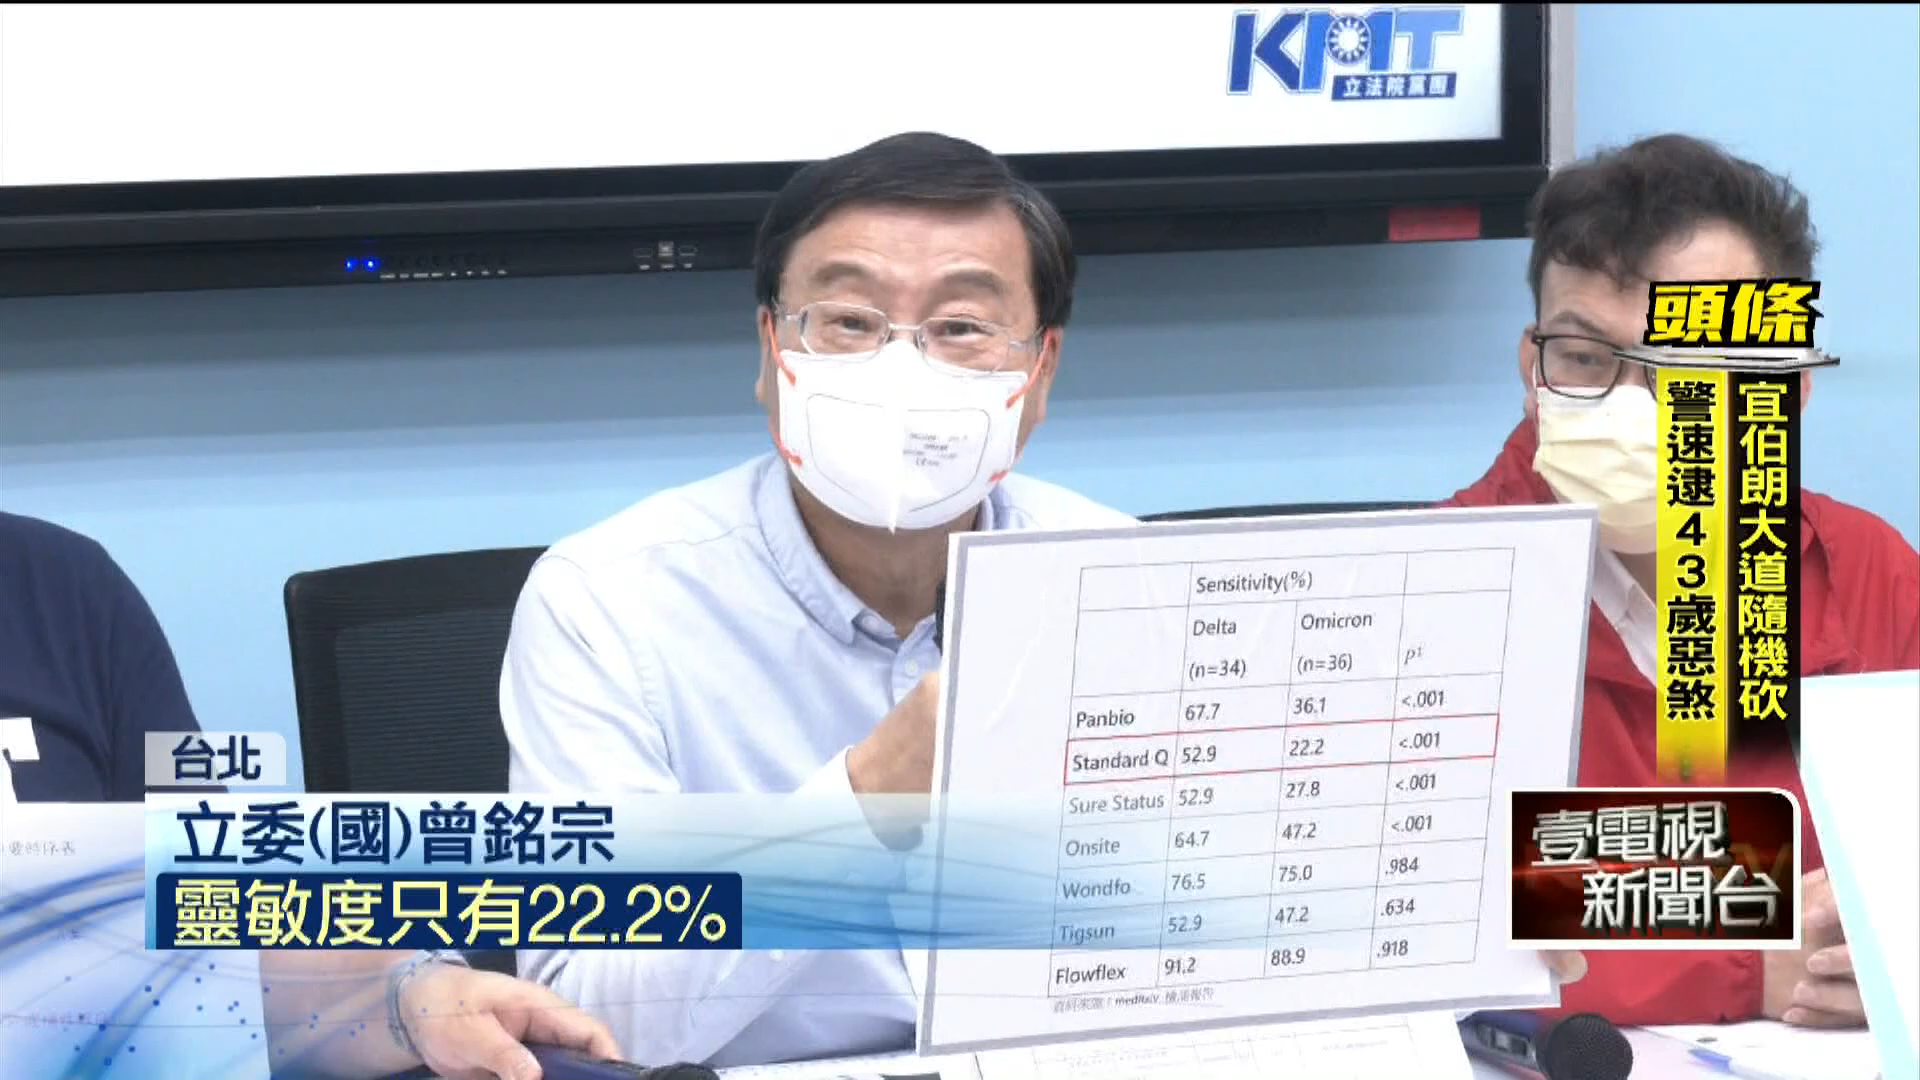 KMT
立法院黨團
頭條
宜伯朗大道隨機砍
警速逮43歲惡煞
Sensitivity(%)
Delta Omicron
(n=34) (n=36) p¹
Panbio 67.7 36.1 <.001
Standard Q 52.9 22.2 <.001
Sure Status 52.9 27.8 <.001
Onsite 64.7 47.2 <.001
Wondfo 76.5 75.0 .984
Tigsun 52.9 47.2 .634
Flowflex 91.2 88.9 .918
台北
立委(國)曾銘宗
靈敏度只有22.2%
壹電視
新聞台